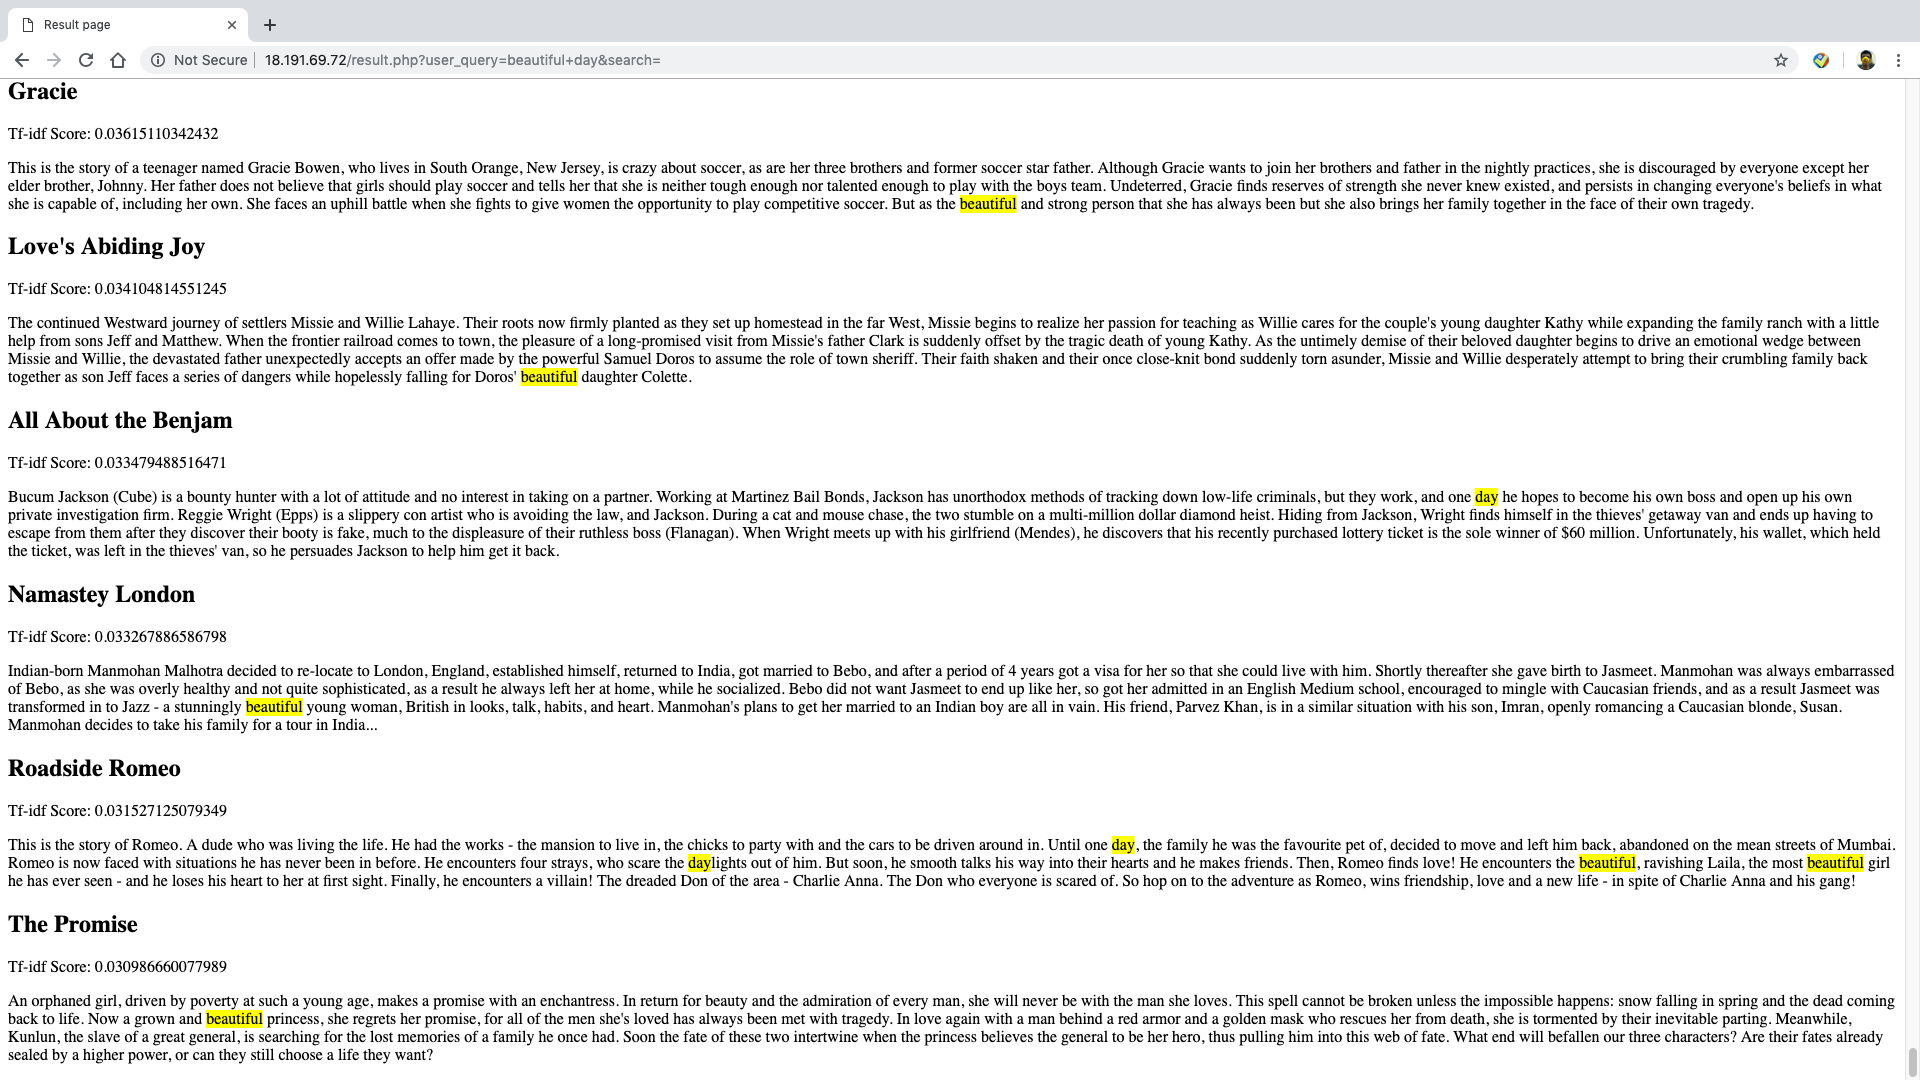 Result page
Not Secure
18.191.69.72/result.php?user_query=beautiful+day&search=
Gracie
Tf-idf Score: 0.03615110342432
This is the story of a teenager named Gracie Bowen, who lives in South Orange, New Jersey, is crazy about soccer, as are her three brothers and former soccer star father. Although Gracie wants to join her brothers and father in the nightly practices, she is discouraged by everyone except her
elder brother, Johnny. Her father does not believe that girls should play soccer and tells her that she is neither tough enough nor talented enough to play with the boys team. Undeterred, Gracie finds reserves of strength she never knew existed, and persists in changing everyone's beliefs in what
she is capable of, including her own. She faces an uphill battle when she fights to give women the opportunity to play competitive soccer. But as the beautiful and strong person that she has always been but she also brings her family together in the face of their own tragedy.
Love's Abiding Joy
Tf-idf Score: 0.034104814551245
The continued Westward journey of settlers Missie and Willie Lahaye. Their roots now firmly planted as they set up homestead in the far West, Missie begins to realize her passion for teaching as Willie cares for the couple's young daughter Kathy while expanding the family ranch with a little
help from sons Jeff and Matthew. When the frontier railroad comes to town, the pleasure of a long-promised visit from Missie's father Clark is suddenly offset by the tragic death of young Kathy. As the untimely demise of their beloved daughter begins to drive an emotional wedge between
Missie and Willie, the devastated father unexpectedly accepts an offer made by the powerful Samuel Doros to assume the role of town sheriff. Their faith shaken and their once close-knit bond suddenly torn asunder, Missie and Willie desperately attempt to bring their crumbling family back
together as son Jeff faces a series of dangers while hopelessly falling for Doros' beautiful daughter Colette.
All About the Benjam
Tf-idf Score: 0.033479488516471
Bucum Jackson (Cube) is a bounty hunter with a lot of attitude and no interest in taking on a partner. Working at Martinez Bail Bonds, Jackson has unorthodox methods of tracking down low-life criminals, but they work, and one day he hopes to become his own boss and open up his own
private investigation firm. Reggie Wright (Epps) is a slippery con artist who is avoiding the law, and Jackson. During a cat and mouse chase, the two stumble on a multi-million dollar diamond heist. Hiding from Jackson, Wright finds himself in the thieves' getaway van and ends up having to
escape from them after they discover their booty is fake, much to the displeasure of their ruthless boss (Flanagan). When Wright meets up with his girlfriend (Mendes), he discovers that his recently purchased lottery ticket is the sole winner of $60 million. Unfortunately, his wallet, which held
the ticket, was left in the thieves' van, so he persuades Jackson to help him get it back.
Namastey London
Tf-idf Score: 0.033267886586798
Indian-born Manmohan Malhotra decided to re-locate to London, England, established himself, returned to India, got married to Bebo, and after a period of 4 years got a visa for her so that she could live with him. Shortly thereafter she gave birth to Jasmeet. Manmohan was always embarrassed
of Bebo, as she was overly healthy and not quite sophisticated, as a result he always left her at home, while he socialized. Bebo did not want Jasmeet to end up like her, so got her admitted in an English Medium school, encouraged to mingle with Caucasian friends, and as a result Jasmeet was
transformed in to Jazz - a stunningly beautiful young woman, British in looks, talk, habits, and heart. Manmohan's plans to get her married to an Indian boy are all in vain. His friend, Parvez Khan, is in a similar situation with his son, Imran, openly romancing a Caucasian blonde, Susan.
Manmohan decides to take his family for a tour in India...
Roadside Romeo
Tf-idf Score: 0.031527125079349
This is the story of Romeo. A dude who was living the life. He had the works - the mansion to live in, the chicks to party with and the cars to be driven around in. Until one day, the family he was the favourite pet of, decided to move and left him back, abandoned on the mean streets of Mumbai.
Romeo is now faced with situations he has never been in before. He encounters four strays, who scare the daylights out of him. But soon, he smooth talks his way into their hearts and he makes friends. Then, Romeo finds love! He encounters the beautiful, ravishing Laila, the most beautiful girl
he has ever seen - and he loses his heart to her at first sight. Finally, he encounters a villain! The dreaded Don of the area - Charlie Anna. The Don who everyone is scared of. So hop on to the adventure as Romeo, wins friendship, love and a new life - in spite of Charlie Anna and his gang!
The Promise
Tf-idf Score: 0.030986660077989
An orphaned girl, driven by poverty at such a young age, makes a promise with an enchantress. In return for beauty and the admiration of every man, she will never be with the man she loves. This spell cannot be broken unless the impossible happens: snow falling in spring and the dead coming
back to life. Now a grown and beautiful princess, she regrets her promise, for all of the men she's loved has always been met with tragedy. In love again with a man behind a red armor and a golden mask who rescues her from death, she is tormented by their inevitable parting. Meanwhile,
Kunlun, the slave of a great general, is searching for the lost memories of a family he once had. Soon the fate of these two intertwine when the princess believes the general to be her hero, thus pulling him into this web of fate. What end will befallen our three characters? Are their fates already
sealed by a higher power, or can they still choose a life they want?